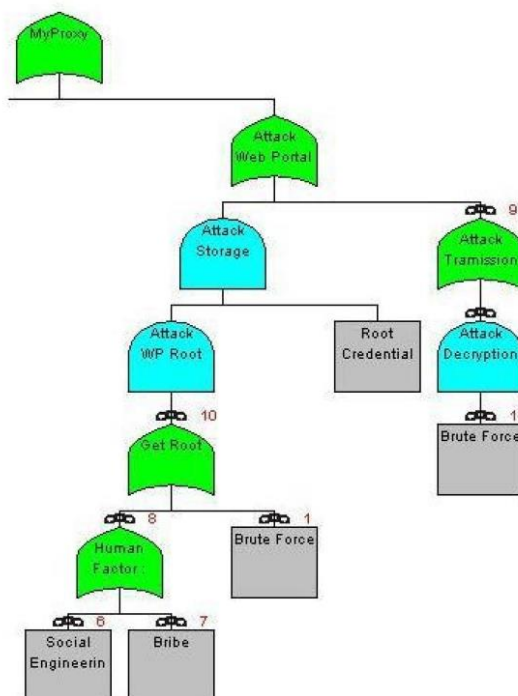 MyProxy
Attack
Web Portal
Attack
Storage
9
Attack
Tramission
Attack
WP Root
Root
Credential
Attack
Decryption
10
Get Root
1
Brute Force
8
Human
Factor :
1
Brute Force
6
Social
Engineerin
7
Bribe